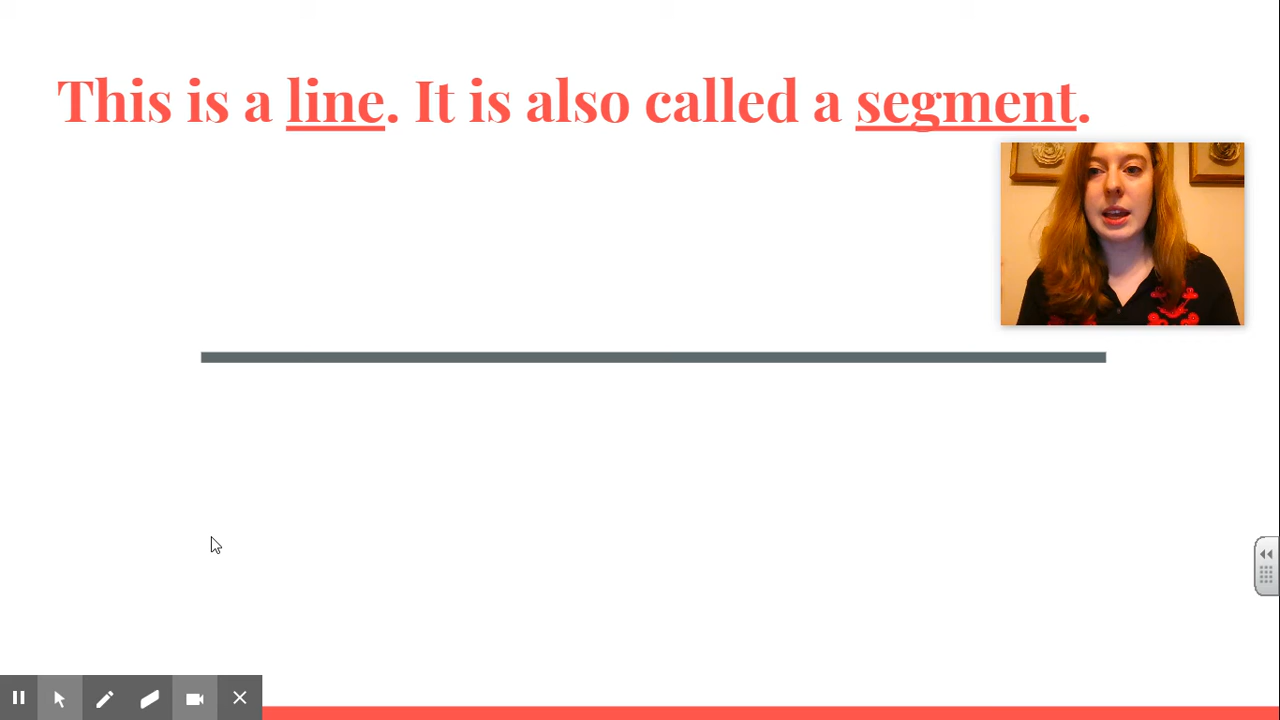 This is a line. It is also called a segment.